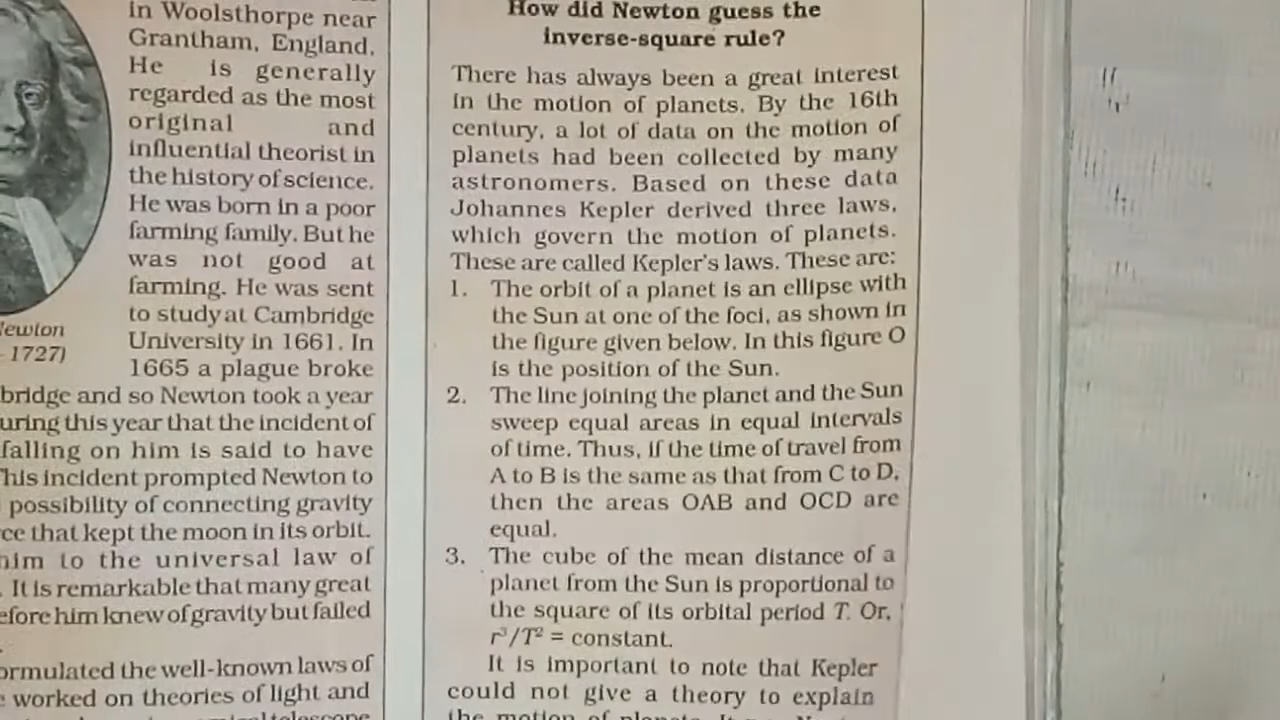 in Woolsthorpe near
Grantham, England.
He is generally
regarded as the most
original and
influential theorist in
the history of science.
He was born in a poor
farming family. But he
was not good at
farming. He was sent
to study at Cambridge
University in 1661. In
1665 a plague broke
1727)
and so Newton took a year
this year that the incident of
falling on him is said to have
This incident prompted Newton to
possibility of connecting gravity
that kept the moon in its orbit.
him to the universal law of
It is remarkable that many great
him knew of gravity but failed
the well-known laws of
worked on theories of light and
How did Newton guess the
inverse-square rule?
There has always been a great interest
in the motion of planets. By the 16th
century, a lot of data on the motion of
planets had been collected by many
astronomers. Based on these data
Johannes Kepler derived three laws,
which govern the motion of planets.
These are called Kepler's laws. These are:
1. The orbit of a planet is an ellipse with
the Sun at one of the foci, as shown in
the figure given below. In this figure O
is the position of the Sun.
2. The line joining the planet and the Sun
sweep equal areas in equal intervals
of time. Thus, if the time of travel from
A to B is the same as that from C to D,
then the areas OAB and OCD are
equal.
3. The cube of the mean distance of a
planet from the Sun is proportional to
the square of its orbital period T. Or,
r³/T² = constant.
It is important to note that Kepler
could not give a theory to explain
the motion of planets.